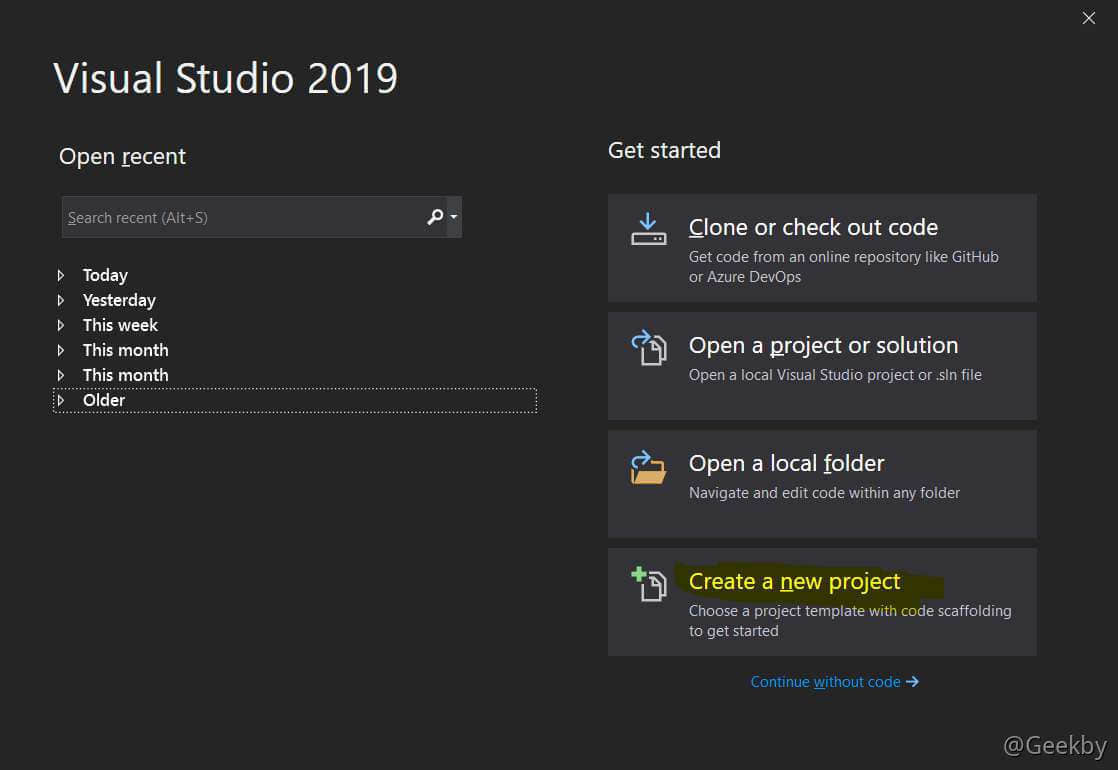 Visual Studio 2019
Open recent
Search recent (Alt+S)
Today
Yesterday
This week
This month
This month
Older
Get started
Clone or check out code
Get code from an online repository like GitHub
or Azure DevOps
Open a project or solution
Open a local Visual Studio project or .sln file
Open a local folder
Navigate and edit code within any folder
Create a new project
Choose a project template with code scaffolding
to get started
Continue without code
@Geekby